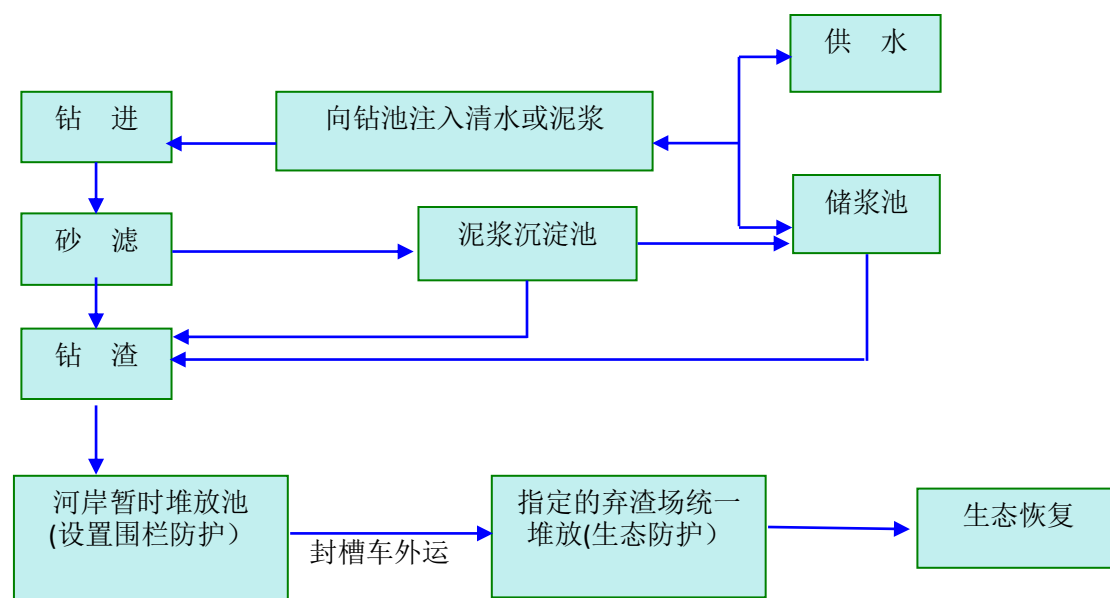 供 水
钻 进
向钻池注入清水或泥浆
储浆池
砂 滤
泥浆沉淀池
钻 渣
河岸暂时堆放池
(设置围栏防护）
封槽车外运
指定的弃渣场统一
堆放(生态防护）
生态恢复